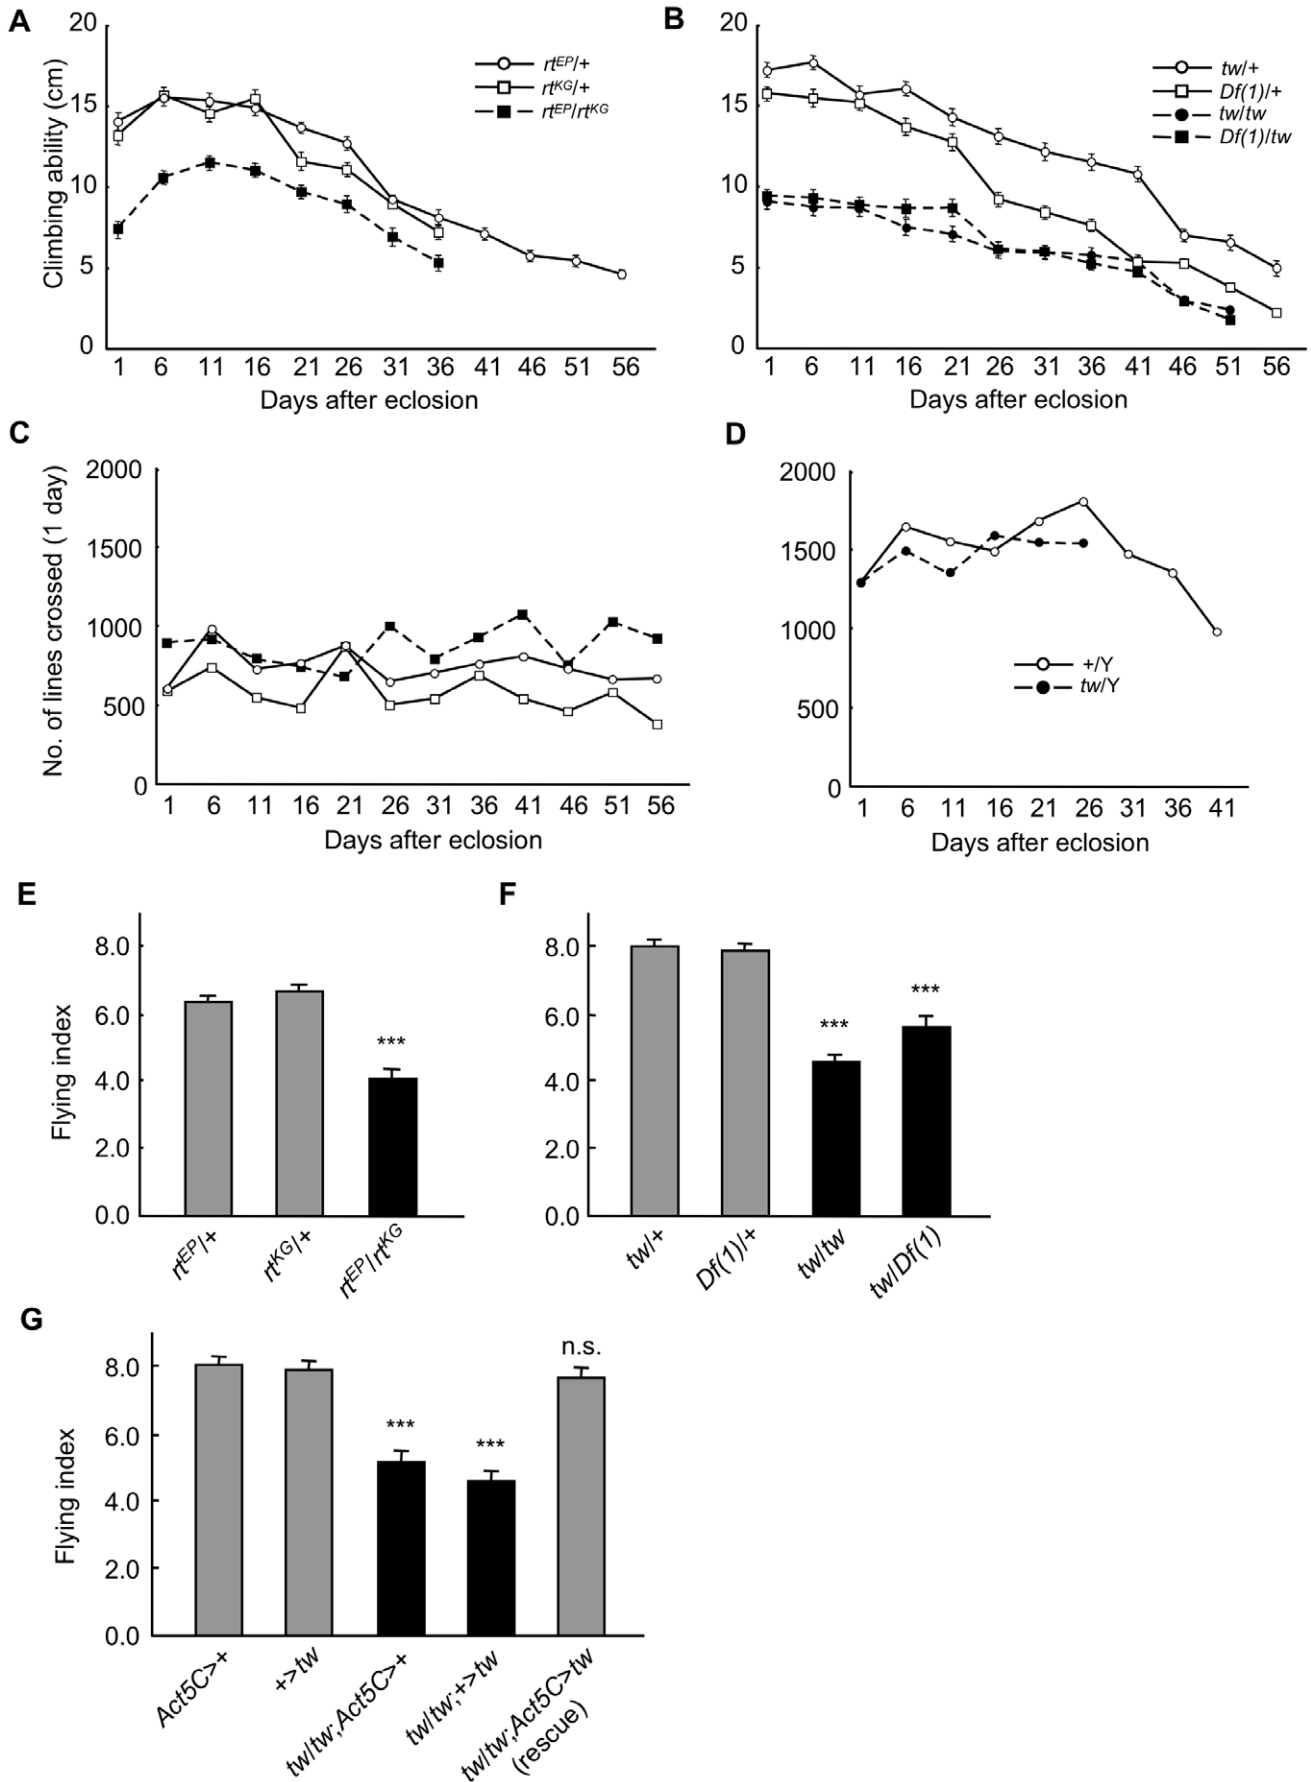 A
20
15
10
5
0
Climbing ability (cm)
rtEP/+
rtKG/+
rtEP/rtKG
1 6 11 16 21 26 31 36 41 46 51 56
Days after eclosion
B
20
15
10
5
0
tw/+
Df(1)/+
tw/tw
Df(1)/tw
1 6 11 16 21 26 31 36 41 46 51 56
Days after eclosion
C
2000
1500
1000
500
0
No. of lines crossed (1 day)
1 6 11 16 21 26 31 36 41 46 51 56
Days after eclosion
D
2000
1500
1000
500
0
+/Y
tw/Y
1 6 11 16 21 26 31 36 41
Days after eclosion
E
8.0
6.0
4.0
2.0
0.0
Flying index
***
rtEP/+
rtKG/+
rtEP/rtKG
F
8.0
6.0
4.0
2.0
0.0
***
***
tw/+
Df(1)/+
tw/tw
tw/Df(1)
G
8.0
6.0
4.0
2.0
0.0
Flying index
***
***
n.s.
Act5C>+
+>tw
tw/tw;Act5C>+
tw/tw;+>tw
tw/tw;Act5C>tw
(rescue)